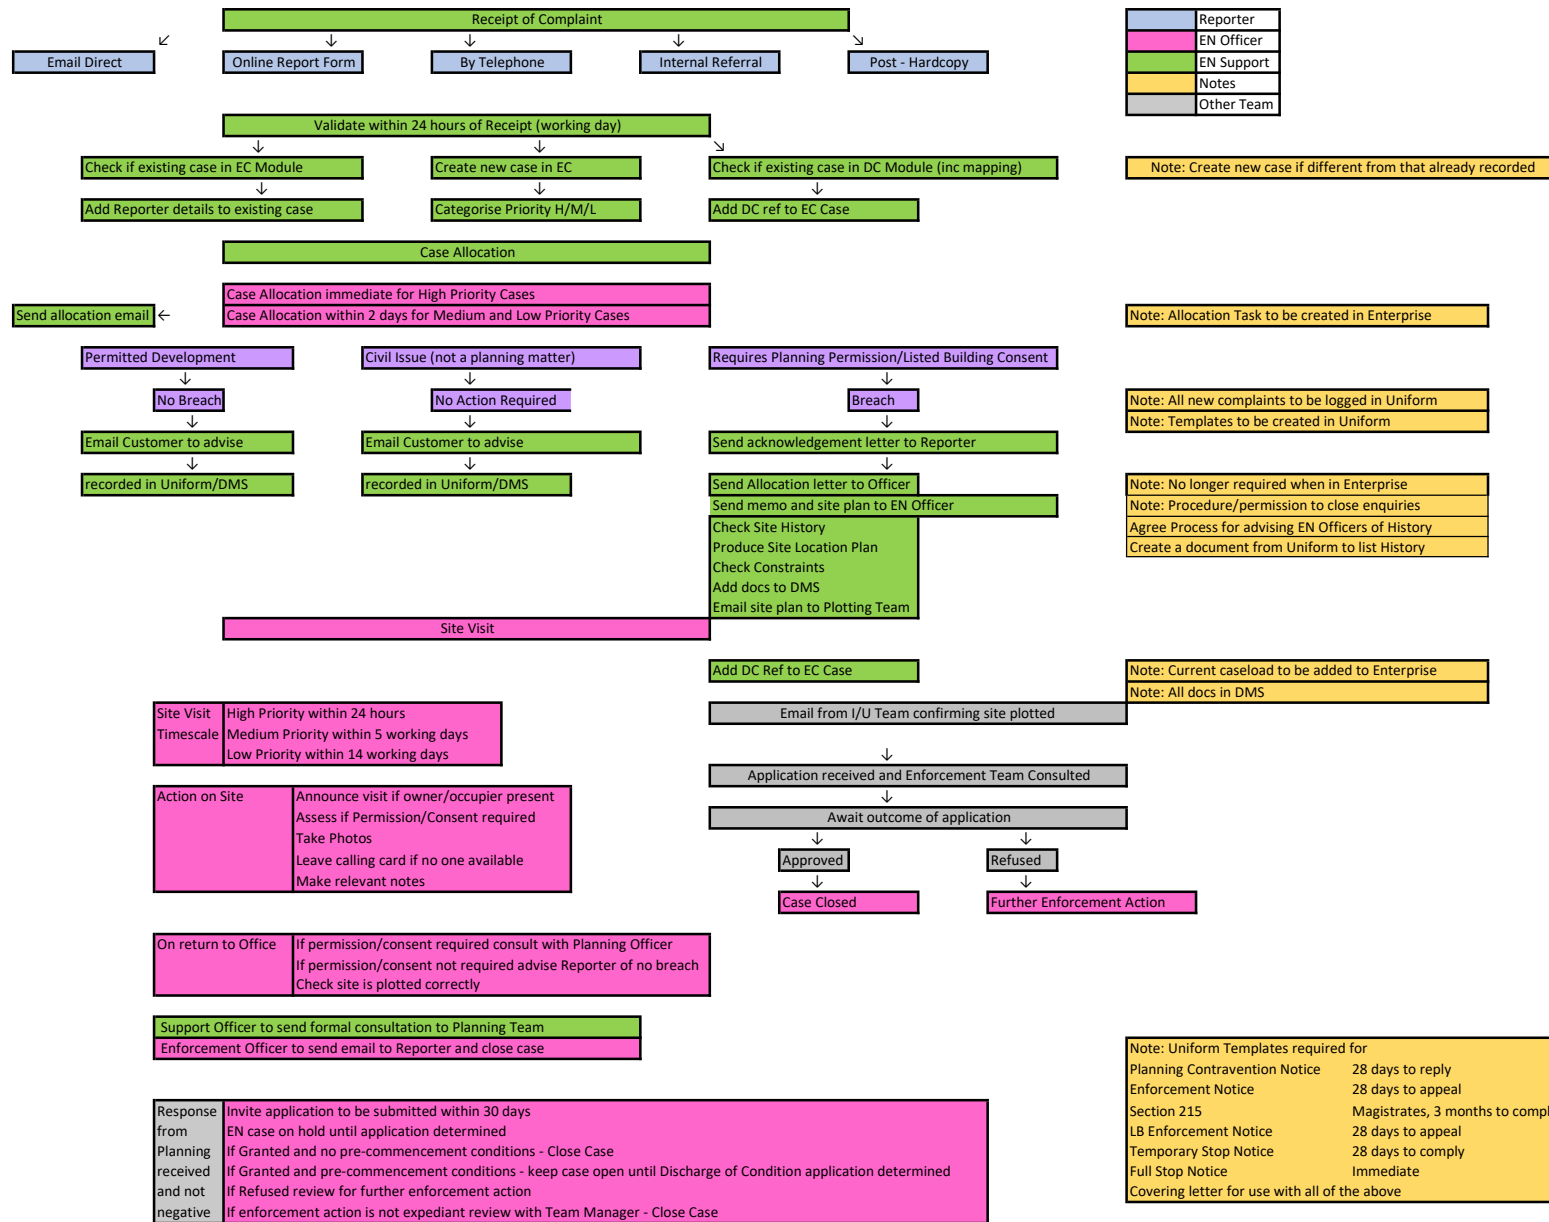 Receipt of Complaint
Reporter
EN Officer
EN Support
Notes
Other Team
Email Direct
Online Report Form
By Telephone
Internal Referral
Post - Hardcopy
Validate within 24 hours of Receipt (working day)
Check if existing case in EC Module
Create new case in EC
Check if existing case in DC Module (inc mapping)
Note: Create new case if different from that already recorded
Add Reporter details to existing case
Categorise Priority H/M/L
Add DC ref to EC Case
Case Allocation
Case Allocation immediate for High Priority Cases
Send allocation email
Case Allocation within 2 days for Medium and Low Priority Cases
Note: Allocation Task to be created in Enterprise
Permitted Development
Civil Issue (not a planning matter)
Requires Planning Permission/Listed Building Consent
No Breach
No Action Required
Breach
Note: All new complaints to be logged in Uniform
Note: Templates to be created in Uniform
Email Customer to advise
Email Customer to advise
Send acknowledgement letter to Reporter
recorded in Uniform/DMS
recorded in Uniform/DMS
Send Allocation letter to Officer
Note: No longer required when in Enterprise
Send memo and site plan to EN Officer
Note: Procedure/permission to close enquiries
Check Site History
Agree Process for advising EN Officers of History
Produce Site Location Plan
Create a document from Uniform to list History
Check Constraints
Add docs to DMS
Email site plan to Plotting Team
Site Visit
Add DC Ref to EC Case
Note: Current caseload to be added to Enterprise
Note: All docs in DMS
Site Visit
Timescale
High Priority within 24 hours
Medium Priority within 5 working days
Low Priority within 14 working days
Email from I/U Team confirming site plotted
Application received and Enforcement Team Consulted
Await outcome of application
Approved
Refused
Case Closed
Further Enforcement Action
Action on Site
Announce visit if owner/occupier present
Assess if Permission/Consent required
Take Photos
Leave calling card if no one available
Make relevant notes
On return to Office
If permission/consent required consult with Planning Officer
If permission/consent not required advise Reporter of no breach
Check site is plotted correctly
Support Officer to send formal consultation to Planning Team
Enforcement Officer to send email to Reporter and close case
Note: Uniform Templates required for
Planning Contravention Notice 28 days to reply
Enforcement Notice 28 days to appeal
Section 215 Magistrates, 3 months to compl
LB Enforcement Notice 28 days to appeal
Temporary Stop Notice 28 days to comply
Full Stop Notice Immediate
Covering letter for use with all of the above
Response
from
Planning
received
and not
negative
Invite application to be submitted within 30 days
EN case on hold until application determined
If Granted and no pre-commencement conditions - Close Case
If Granted and pre-commencement conditions - keep case open until Discharge of Condition application determined
If Refused review for further enforcement action
If enforcement action is not expediant review with Team Manager - Close Case